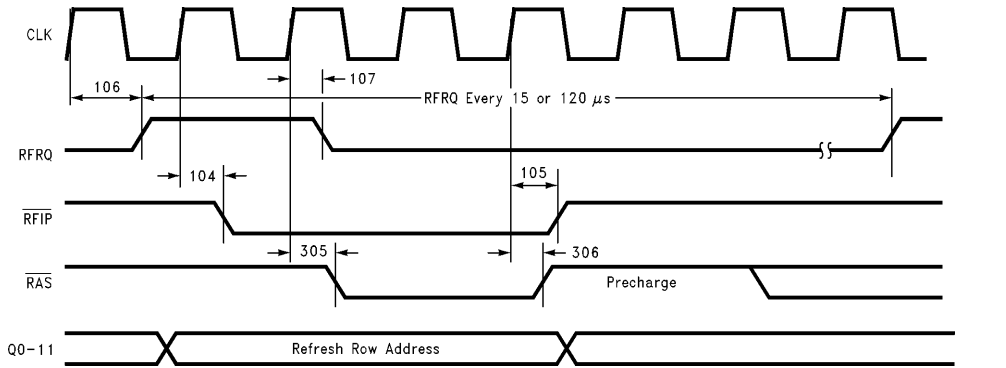 CLK
107
106
RFRQ Every 15 or 120 μs
RFRQ
104
105
RFIP
305
306
RAS
Precharge
Q0-11
Refresh Row Address